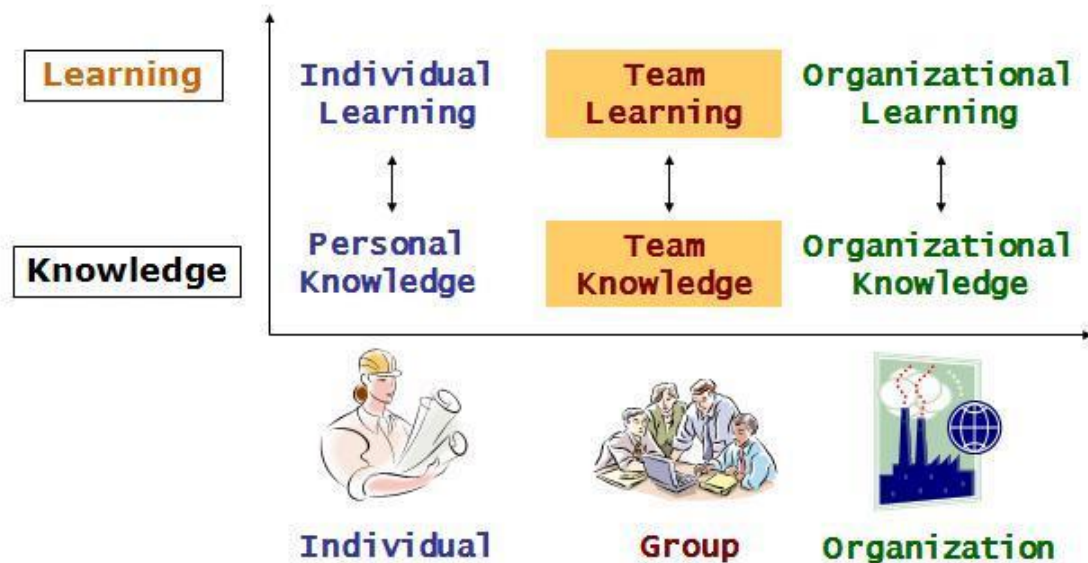 Learning
Individual
Learning
Team
Learning
Organizational
Learning
Knowledge
Personal
Knowledge
Team
Knowledge
Organizational
Knowledge
Individual
Group
Organization